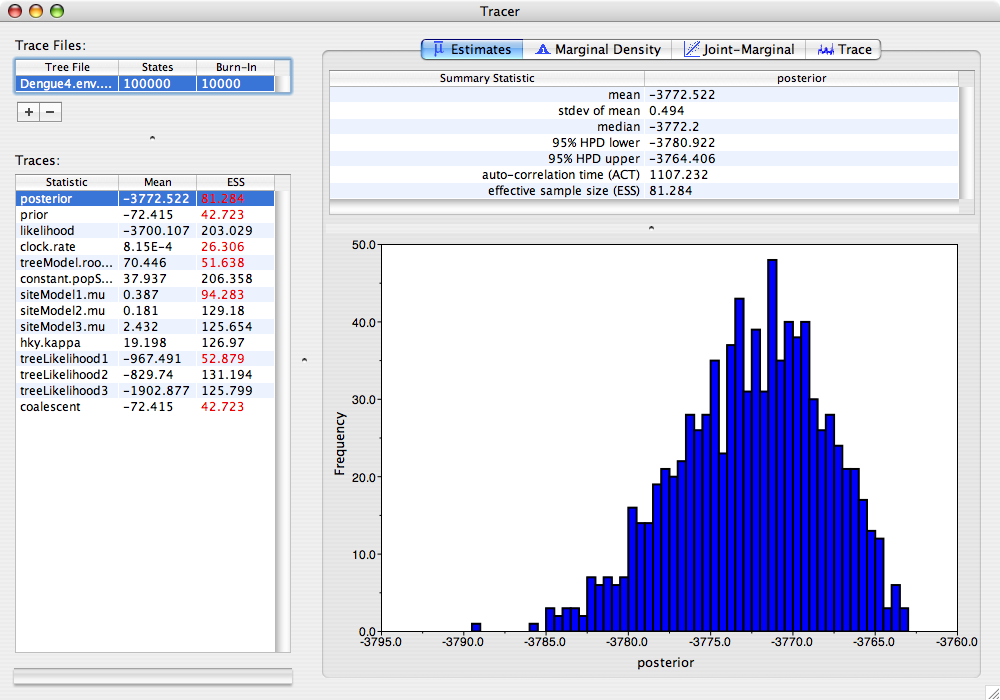 Tracer
Trace Files:
Tree File States Burn-In
Dengue4.env.... 100000 10000
+ −
Traces:
Statistic Mean ESS
posterior -3772.522 81.284
prior -72.415 42.723
likelihood -3700.107 203.029
clock.rate 8.15E-4 26.306
treeModel.roo... 70.446 51.638
constant.popS... 37.937 206.358
siteModel1.mu 0.387 94.283
siteModel2.mu 0.181 129.18
siteModel3.mu 2.432 125.654
hky.kappa 19.198 126.97
treeLikelihood1 -967.491 52.879
treeLikelihood2 -829.74 131.194
treeLikelihood3 -1902.877 125.799
coalescent -72.415 42.723
Estimates Marginal Density Joint-Marginal Trace
Summary Statistic posterior
mean -3772.522
stdev of mean 0.494
median -3772.2
95% HPD lower -3780.922
95% HPD upper -3764.406
auto-correlation time (ACT) 1107.232
effective sample size (ESS) 81.284
50.0
40.0
30.0
20.0
10.0
0.0
Frequency
-3795.0 -3790.0 -3785.0 -3780.0 -3775.0 -3770.0 -3765.0 -3760.0
posterior